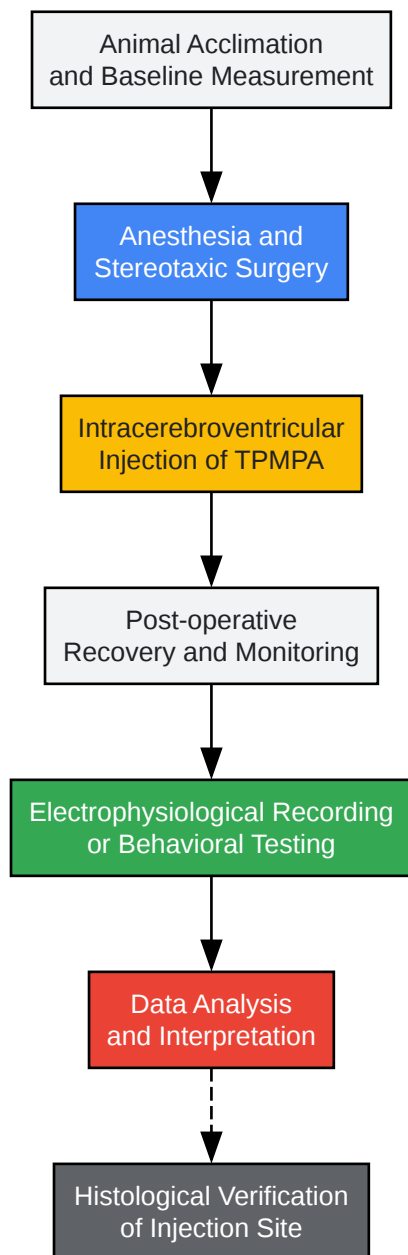 Animal Acclimation
and Baseline Measurement
Anesthesia and
Stereotaxic Surgery
Intracerebroventricular
Injection of TPMPA
Post-operative
Recovery and Monitoring
Electrophysiological Recording
or Behavioral Testing
Data Analysis
and Interpretation
Histological Verification
of Injection Site